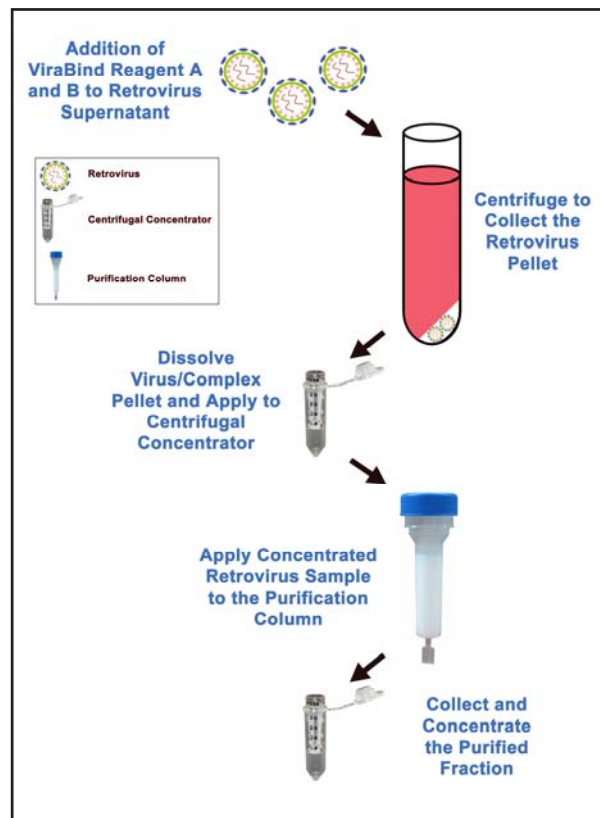 Addition of
ViraBind Reagent A
and B to Retrovirus
Supernatant
Retrovirus
Centrifugal Concentrator
Purification Column
Centrifuge to
Collect the
Retrovirus
Pellet
Dissolve
Virus/Complex
Pellet and Apply to
Centrifugal
Concentrator
Apply Concentrated
Retrovirus Sample
to the Purification
Column
Collect and
Concentrate
the Purified
Fraction